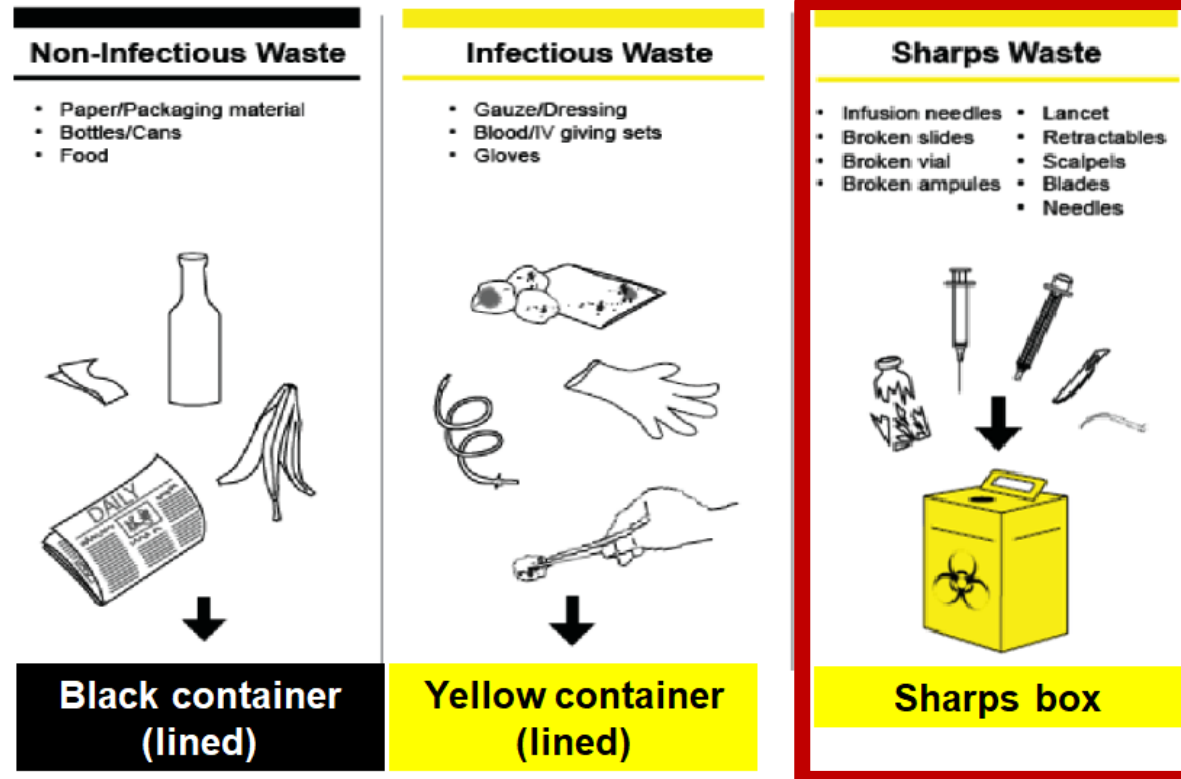 Non-Infectious Waste
• Paper/Packaging material
• Bottles/Cans
• Food
DAILY
Black container
(lined)
Infectious Waste
• Gauze/Dressing
• Blood/IV giving sets
• Gloves
Yellow container
(lined)
Sharps Waste
• Infusion needles
• Broken slides
• Broken vial
• Broken ampules
• Lancet
• Retractables
• Scalpels
• Blades
• Needles
Sharps box